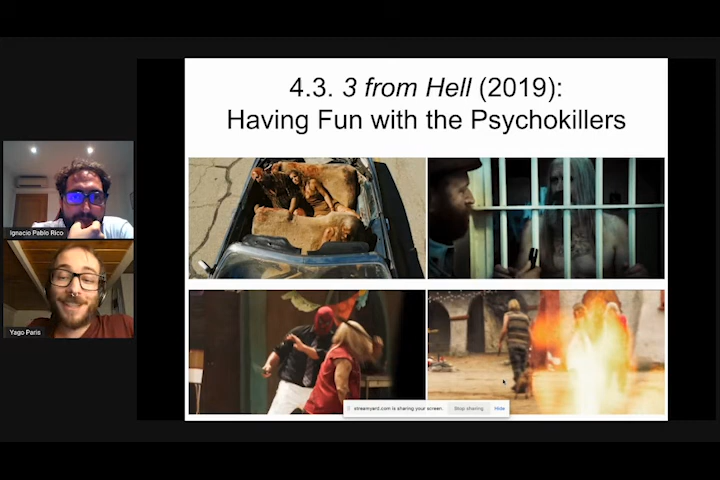 4.3. 3 from Hell (2019):
Having Fun with the Psychokillers
Ignacio Pablo Rico
Yago Paris
streamyard.com is sharing your screen.
Stop sharing
Hide